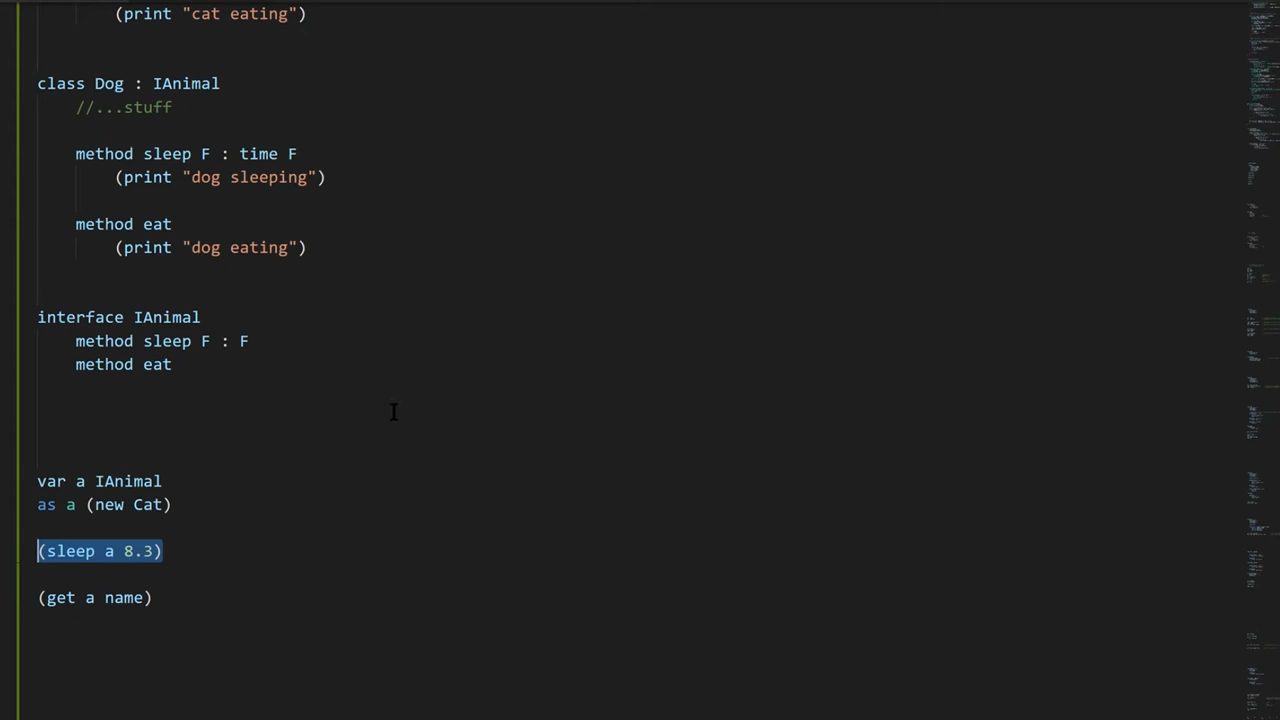 (print "cat eating")
class Dog : IAnimal
//...stuff
method sleep F : time F
(print "dog sleeping")
method eat
(print "dog eating")
interface IAnimal
method sleep F : F
method eat
var a IAnimal
as a (new Cat)
(sleep a 8.3)
(get a name)